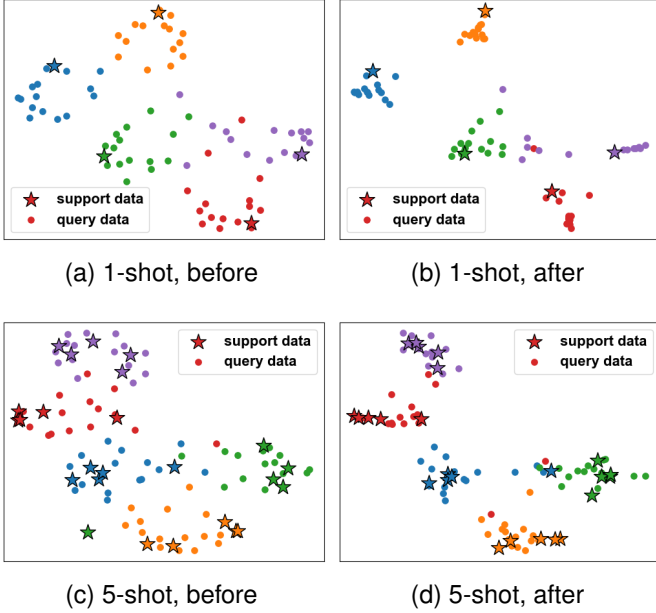 support data
query data
support data
query data
(a) 1-shot, before
(b) 1-shot, after
support data
query data
support data
query data
(c) 5-shot, before
(d) 5-shot, after